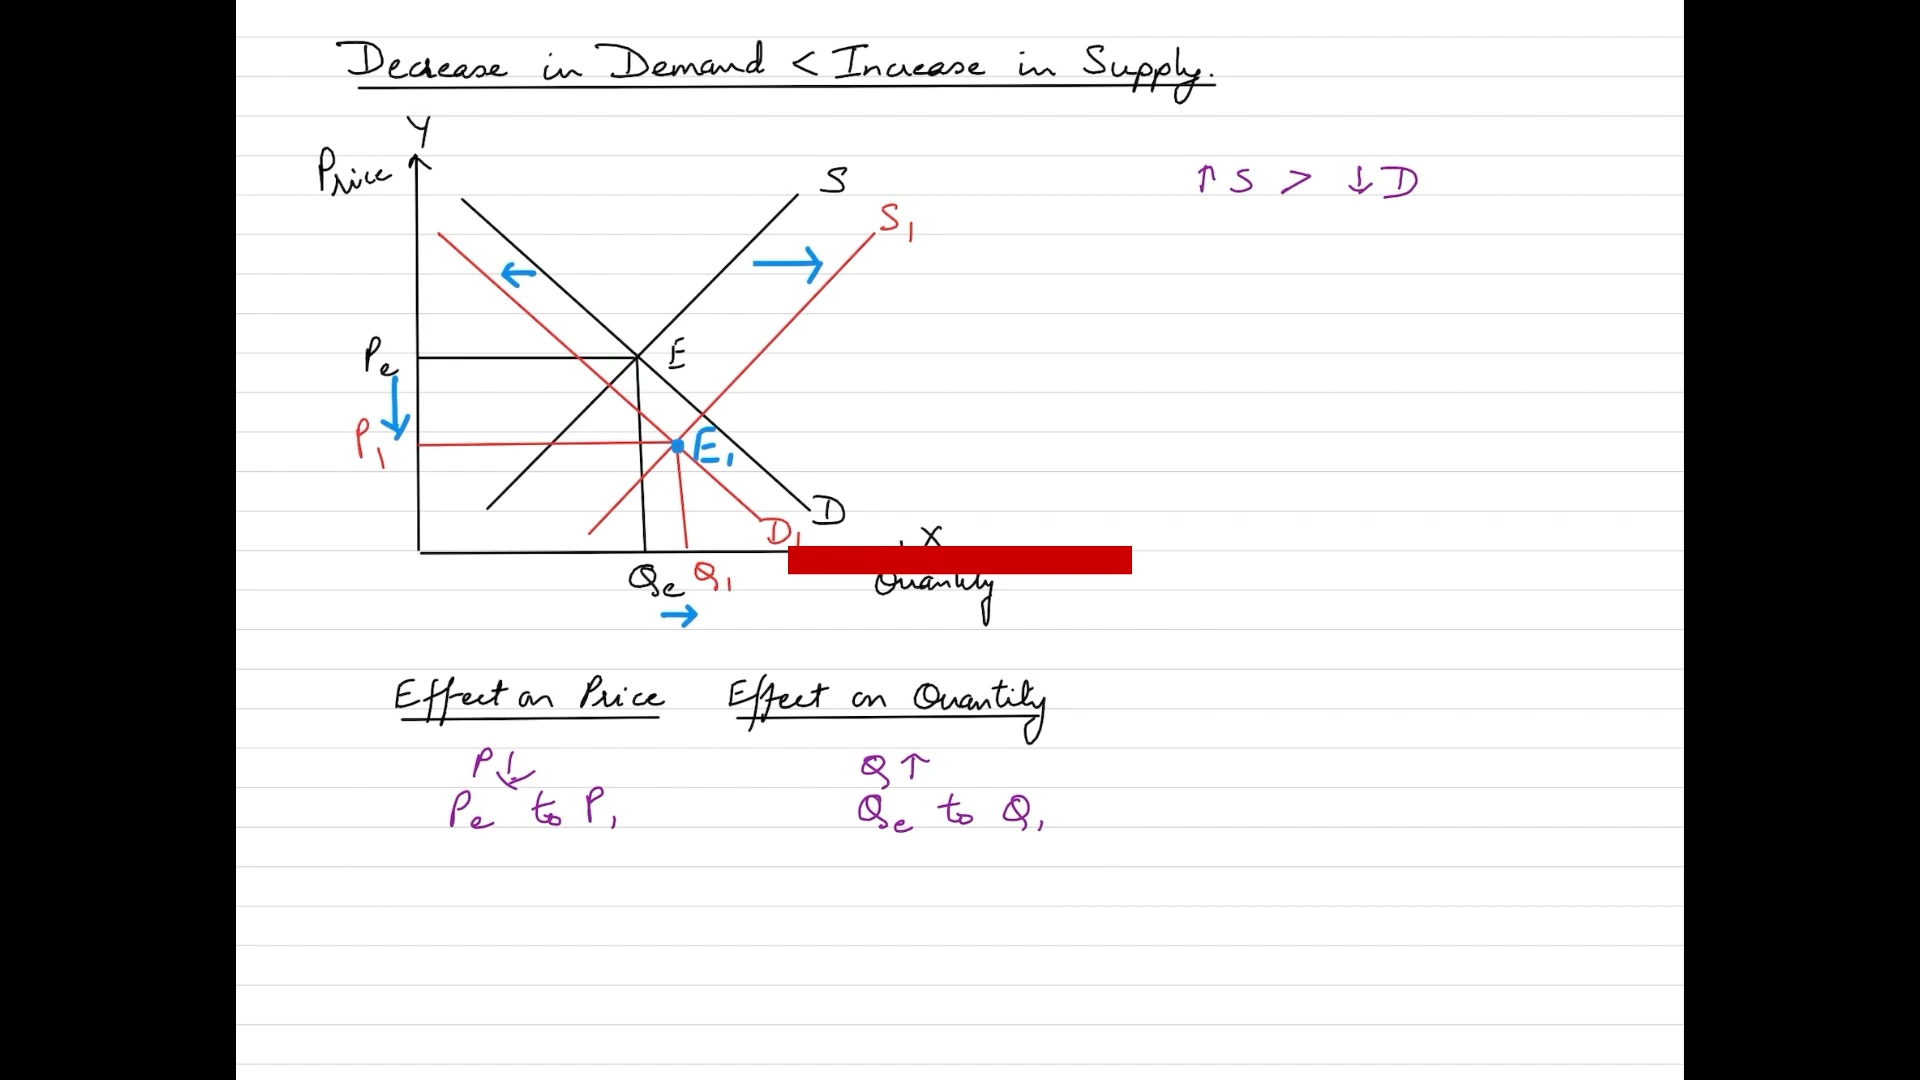 Decrease in Demand < Increase in Supply.
Y
Price
S
↑ S > ↓ D
S1
Pe
E
P1
E1
D
D1
X
Qe Q1
Quantity
Effect on Price Effect on Quantity
P↓ Q↑
Pe to P1 Qe to Q1